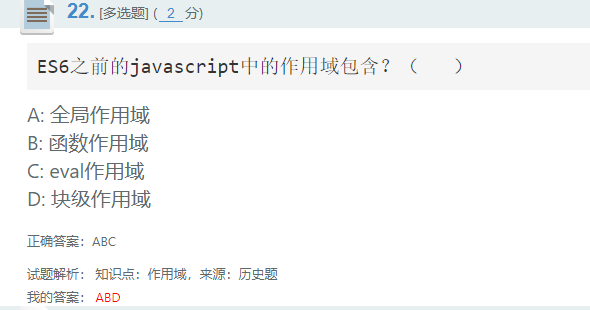 22. [多选题] ( 2 分)
ES6之前的javascript中的作用域包含？（ ）
A: 全局作用域
B: 函数作用域
C: eval作用域
D: 块级作用域
正确答案：ABC
试题解析： 知识点：作用域，来源：历史题
我的答案： ABD